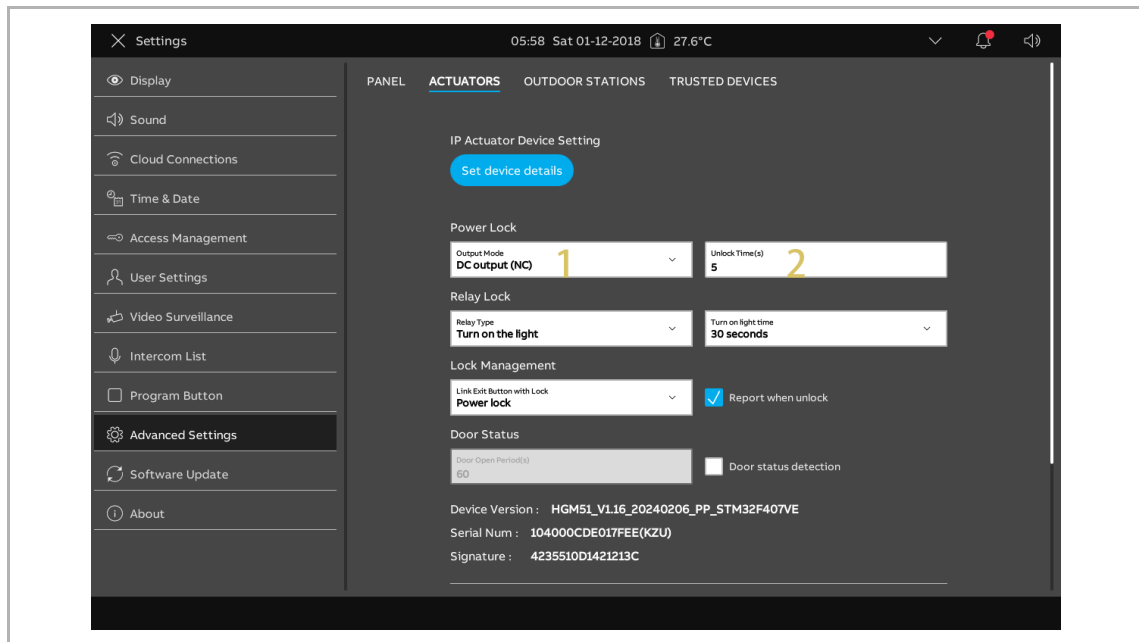 Settings
05:58 Sat 01-12-2018 27.6°C
Display
Sound
Cloud Connections
Time & Date
Access Management
User Settings
Video Surveillance
Intercom List
Program Button
Advanced Settings
Software Update
About
PANEL ACTUATORS OUTDOOR STATIONS TRUSTED DEVICES
IP Actuator Device Setting
Set device details
Power Lock
Output Mode
DC output (NC)
1
Unlock Time(s)
5
2
Relay Lock
Relay Type
Turn on the light
Turn on light time
30 seconds
Lock Management
Link Exit Button with Lock
Power lock
Report when unlock
Door Status
Door Open Period(s)
60
Door status detection
Device Version : HGM51_V1.16_20240206_PP_STM32F407VE
Serial Num : 104000CDE017FEE(KZU)
Signature : 4235510D1421213C